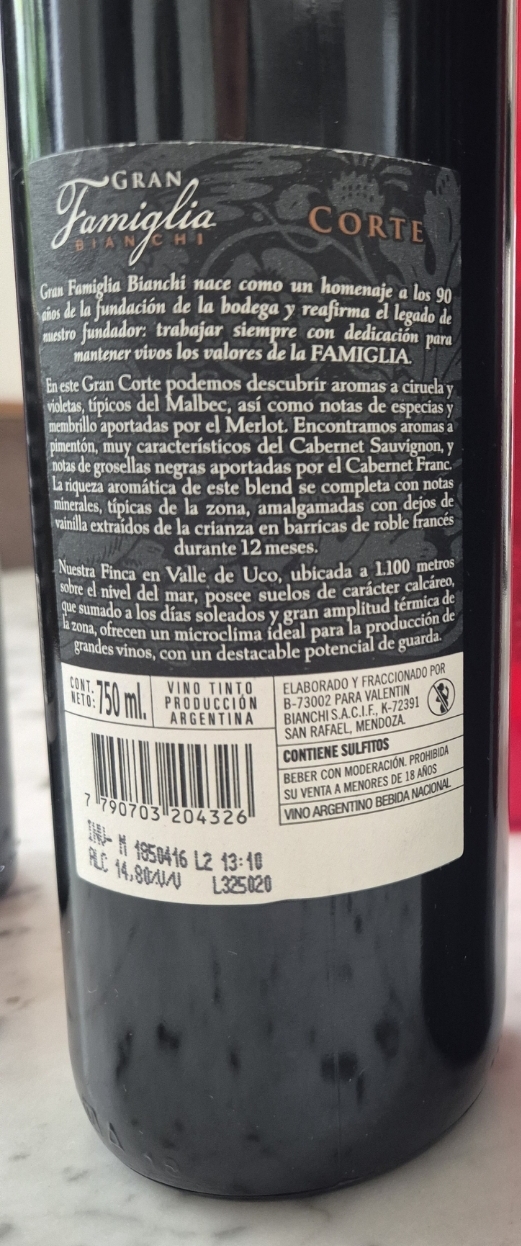 GRAN
Famiglia
BIANCHI
CORTE
Gran Famiglia Bianchi nace como un homenaje a los 90
años de la fundación de la bodega y reafirma el legado de
nuestro fundador: trabajar siempre con dedicación para
mantener vivos los valores de la FAMIGLIA.
En este Gran Corte podemos descubrir aromas a ciruela y
violetas, típicos del Malbec, así como notas de especias y
membrillo aportadas por el Merlot. Encontramos aromas a
pimentón, muy característicos del Cabernet Sauvignon, y
notas de grosellas negras aportadas por el Cabernet Franc.
La riqueza aromática de este blend se completa con notas
minerales, típicas de la zona, amalgamadas con dejos de
vainilla extraídos de la crianza en barricas de roble francés
durante 12 meses.
Nuestra Finca en Valle de Uco, ubicada a 1.100 metros
sobre el nivel del mar, posee suelos de carácter calcáreo,
que sumado a los días soleados y gran amplitud térmica de
la zona, ofrecen un microclima ideal para la producción de
grandes vinos, con un destacable potencial de guarda.
CONT. NETO: 750 ml.
VINO TINTO
PRODUCCIÓN
ARGENTINA
ELABORADO Y FRACCIONADO POR
B-73002 PARA VALENTIN
BIANCHI S.A.C.I.F., K-72391
SAN RAFAEL, MENDOZA.
CONTIENE SULFITOS
BEBER CON MODERACIÓN. PROHIBIDA
SU VENTA A MENORES DE 18 AÑOS
VINO ARGENTINO BEBIDA NACIONAL
7 790703 204326
M 1950416 L2 13:10
ALC 14,80%V/V L325020